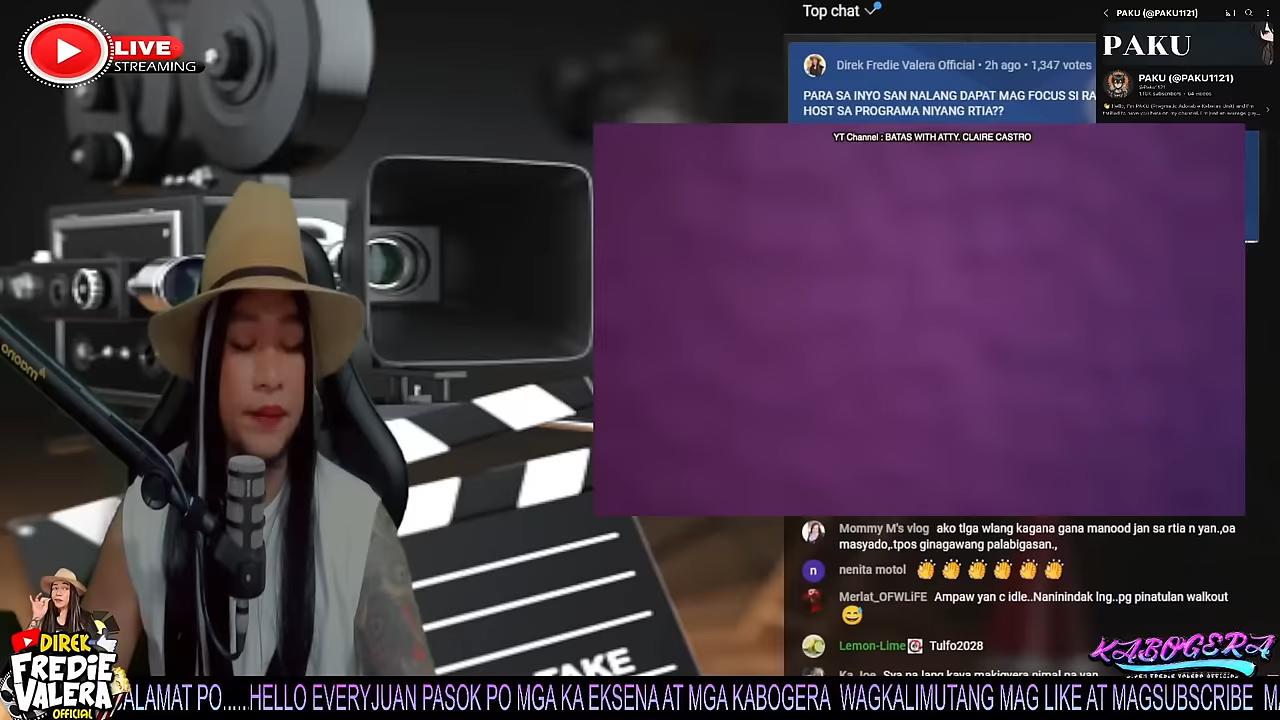 LIVE
STREAMING
Top chat
Direk Fredie Valera Official • 2h ago • 1,347 votes
PARA SA INYO SAN NALANG DAPAT MAG FOCUS SI RA
HOST SA PROGRAMA NIYANG RTIA??
PAKU (@PAKU1121)
PAKU
PAKU (@PAKU1121)
YT Channel : BATAS WITH ATTY. CLAIRE CASTRO
maono
TAKE
Mommy M's vlog ako tlga wlang kagana gana manood jan sa rtia n yan.,oa
masyado,.tpos ginagawang palabigasan.,
nenita motol 👏👏👏👏👏👏
n
Merlat_OFWLiFE Ampaw yan c idle..Naninindak lng..pg pinatulan walkout
😅
Lemon-Lime Tulfo2028
KABOGERA
DIREK
FREDIE
VALERA
OFFICIAL
ALAMAT PO.....HELLO EVERYJUAN PASOK PO MGA KA EKSENA AT MGA KABOGERA WAGKALIMUTANG MAG LIKE AT MAGSUBSCRIBE